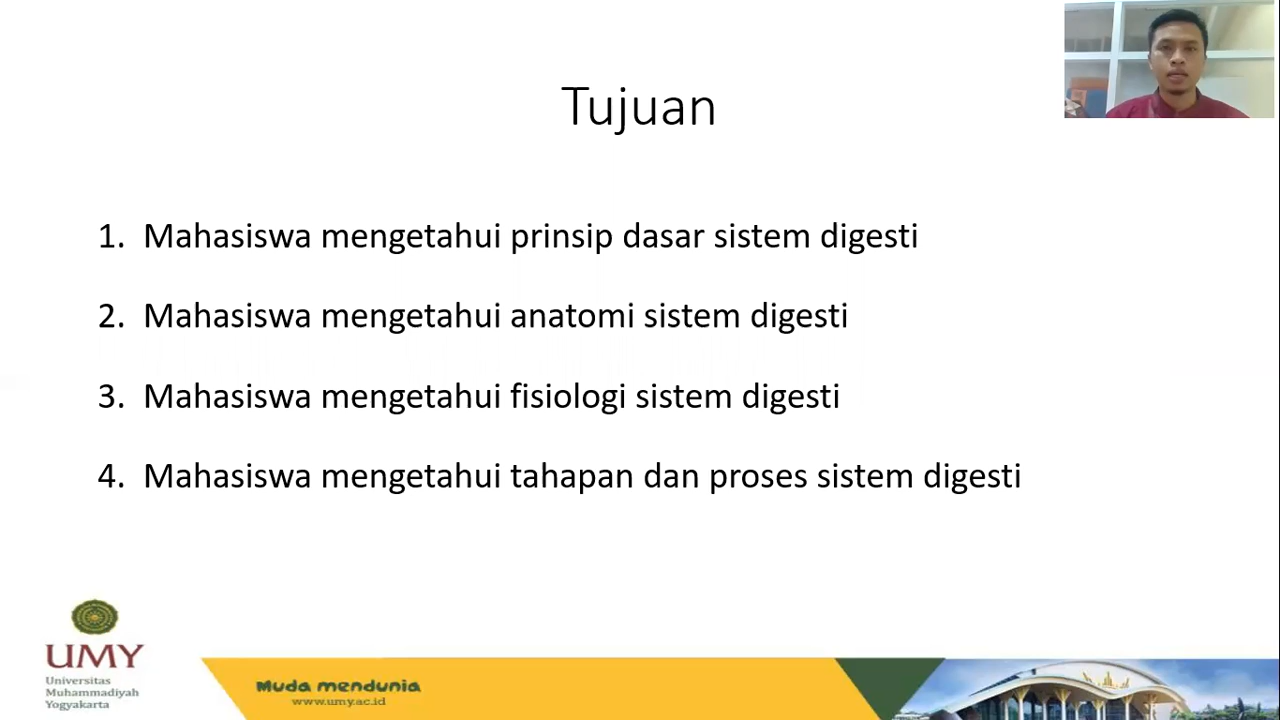 Tujuan
1. Mahasiswa mengetahui prinsip dasar sistem digesti
2. Mahasiswa mengetahui anatomi sistem digesti
3. Mahasiswa mengetahui fisiologi sistem digesti
4. Mahasiswa mengetahui tahapan dan proses sistem digesti
UMY
Universitas
Muhammadiyah
Yogyakarta
Muda mendunia
www.umy.ac.id